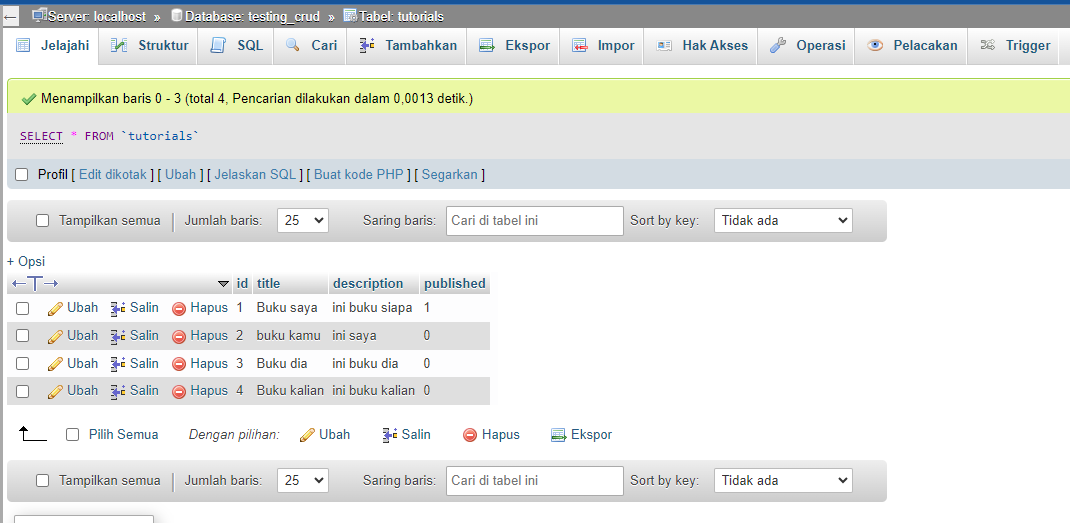 Server: localhost » Database: testing_crud » Tabel: tutorials
Jelajahi Struktur SQL Cari Tambahkan Ekspor Impor Hak Akses Operasi Pelacakan Trigger
Menampilkan baris 0 - 3 (total 4, Pencarian dilakukan dalam 0,0013 detik.)
SELECT * FROM `tutorials`
Profil [ Edit dikotak ] [ Ubah ] [ Jelaskan SQL ] [ Buat kode PHP ] [ Segarkan ]
Tampilkan semua | Jumlah baris: 25 Saring baris: Cari di tabel ini Sort by key: Tidak ada
+ Opsi
←T→ id title description published
Ubah Salin Hapus 1 Buku saya ini buku siapa 1
Ubah Salin Hapus 2 buku kamu ini saya 0
Ubah Salin Hapus 3 Buku dia ini buku dia 0
Ubah Salin Hapus 4 Buku kalian ini buku kalian 0
Pilih Semua Dengan pilihan: Ubah Salin Hapus Ekspor
Tampilkan semua | Jumlah baris: 25 Saring baris: Cari di tabel ini Sort by key: Tidak ada